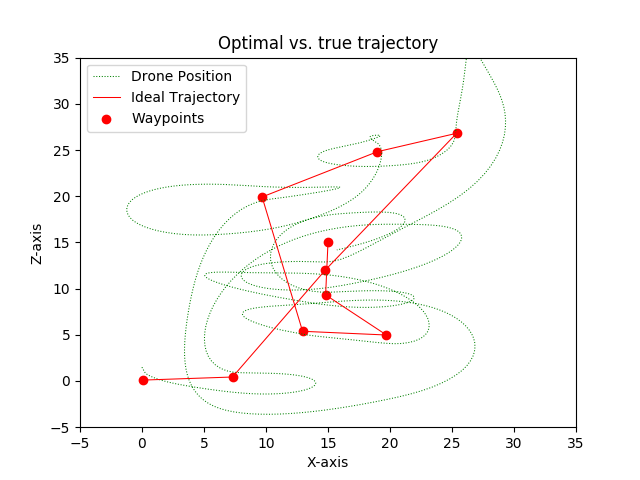 Optimal vs. true trajectory
Drone Position
Ideal Trajectory
Waypoints
35
30
25
20
15
10
5
0
−5
Z-axis
−5 0 5 10 15 20 25 30 35
X-axis